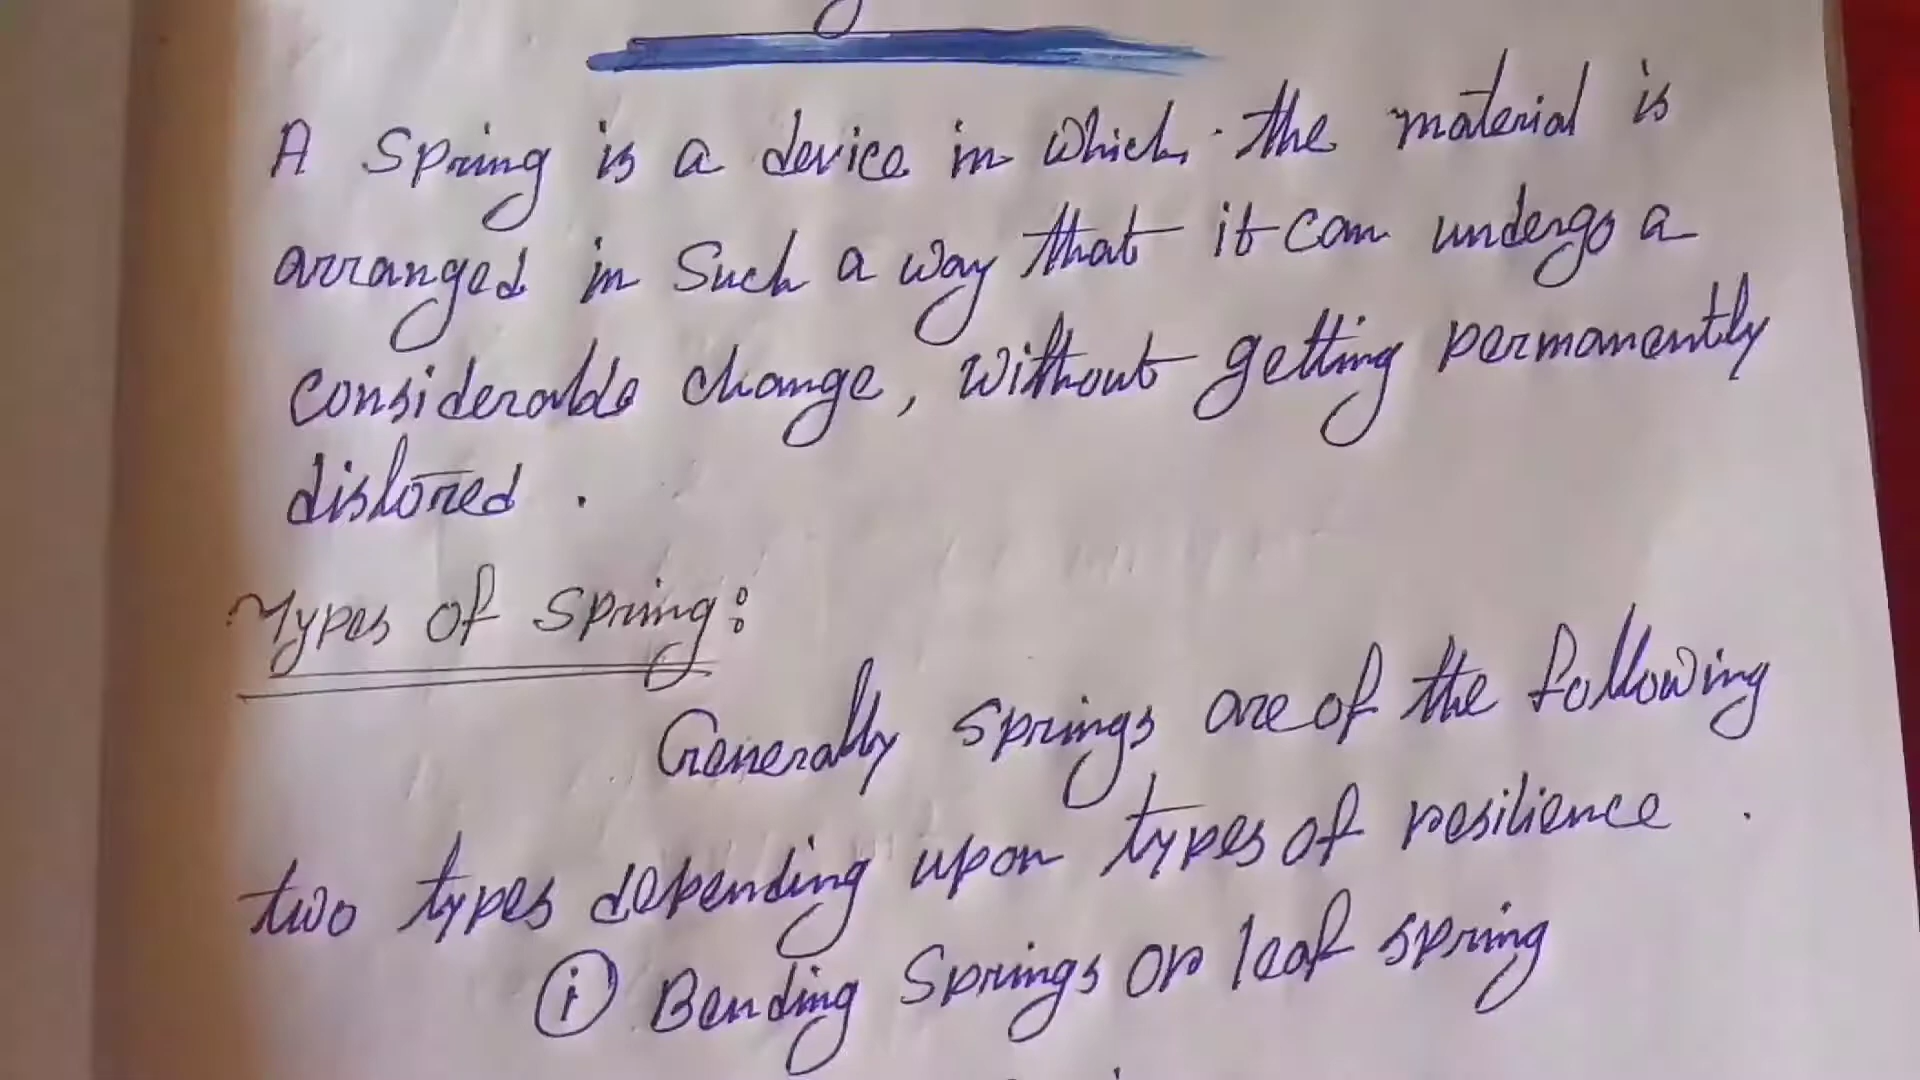 A Spring is a device in which the material is
arranged in such a way that it can undergo a
considerable change, without getting permanently
distored .
Types of Spring:
Generally springs are of the following
two types depending upon types of resilience .
(i) Bending Springs or leaf spring